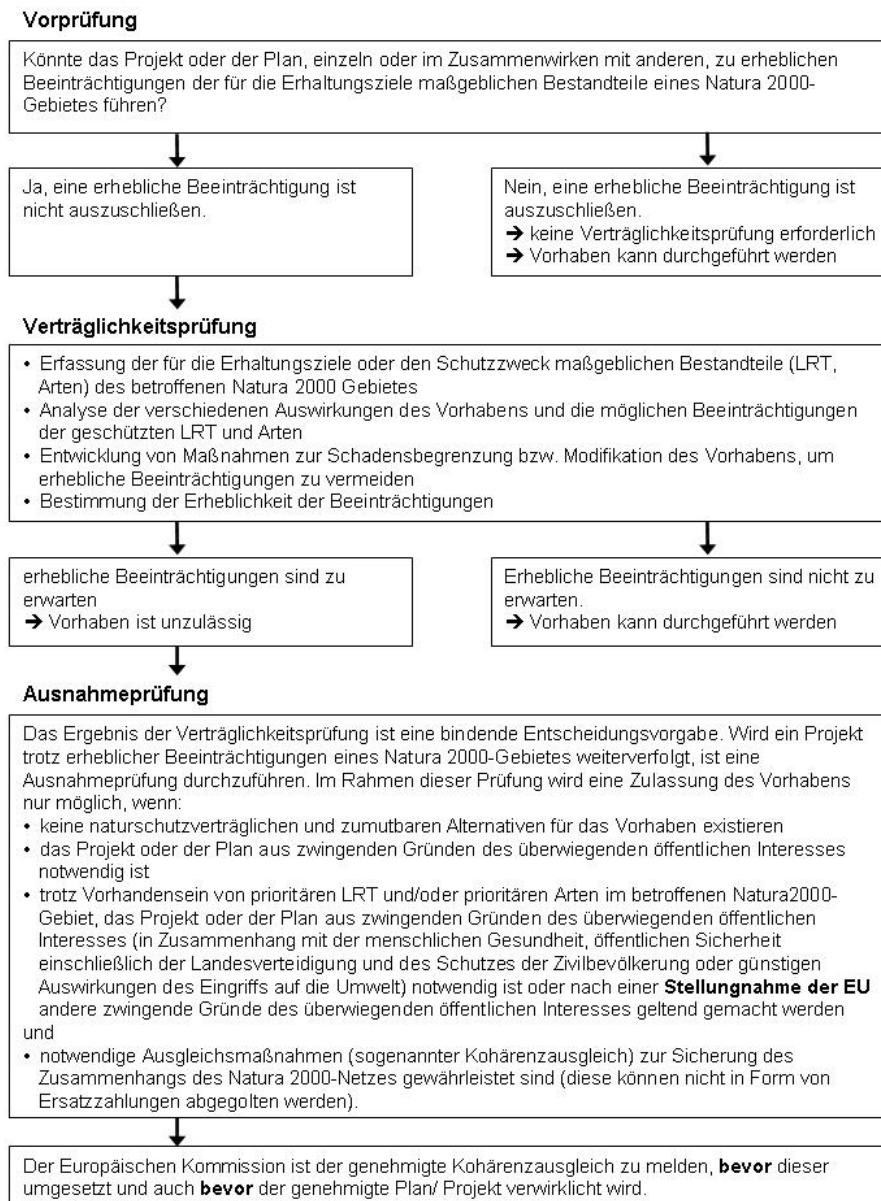 Vorprüfung
Könnte das Projekt oder der Plan, einzeln oder im Zusammenwirken mit anderen, zu erheblichen
Beeinträchtigungen der für die Erhaltungsziele maßgeblichen Bestandteile eines Natura 2000-
Gebietes führen?
Ja, eine erhebliche Beeinträchtigung ist
nicht auszuschließen.
Nein, eine erhebliche Beeinträchtigung ist
auszuschließen.
➔ keine Verträglichkeitsprüfung erforderlich
➔ Vorhaben kann durchgeführt werden
Verträglichkeitsprüfung
• Erfassung der für die Erhaltungsziele oder den Schutzzweck maßgeblichen Bestandteile (LRT,
Arten) des betroffenen Natura 2000 Gebietes
• Analyse der verschiedenen Auswirkungen des Vorhabens und die möglichen Beeinträchtigungen
der geschützten LRT und Arten
• Entwicklung von Maßnahmen zur Schadensbegrenzung bzw. Modifikation des Vorhabens, um
erhebliche Beeinträchtigungen zu vermeiden
• Bestimmung der Erheblichkeit der Beeinträchtigungen
erhebliche Beeinträchtigungen sind zu
erwarten
➔ Vorhaben ist unzulässig
Erhebliche Beeinträchtigungen sind nicht zu
erwarten.
➔ Vorhaben kann durchgeführt werden
Ausnahmeprüfung
Das Ergebnis der Verträglichkeitsprüfung ist eine bindende Entscheidungsvorgabe. Wird ein Projekt
trotz erheblicher Beeinträchtigungen eines Natura 2000-Gebietes weiterverfolgt, ist eine
Ausnahmeprüfung durchzuführen. Im Rahmen dieser Prüfung wird eine Zulassung des Vorhabens
nur möglich, wenn:
• keine naturschutzverträglichen und zumutbaren Alternativen für das Vorhaben existieren
• das Projekt oder der Plan aus zwingenden Gründen des überwiegenden öffentlichen Interesses
notwendig ist
• trotz Vorhandensein von prioritären LRT und/oder prioritären Arten im betroffenen Natura2000-
Gebiet, das Projekt oder der Plan aus zwingenden Gründen des überwiegenden öffentlichen
Interesses (in Zusammenhang mit der menschlichen Gesundheit, öffentlichen Sicherheit
einschließlich der Landesverteidigung und des Schutzes der Zivilbevölkerung oder günstigen
Auswirkungen des Eingriffs auf die Umwelt) notwendig ist oder nach einer Stellungnahme der EU
andere zwingende Gründe des überwiegenden öffentlichen Interesses geltend gemacht werden
und
• notwendige Ausgleichsmaßnahmen (sogenannter Kohärenzausgleich) zur Sicherung des
Zusammenhangs des Natura 2000-Netzes gewährleistet sind (diese können nicht in Form von
Ersatzzahlungen abgegolten werden).
Der Europäischen Kommission ist der genehmigte Kohärenzausgleich zu melden, bevor dieser
umgesetzt und auch bevor der genehmigte Plan/ Projekt verwirklicht wird.